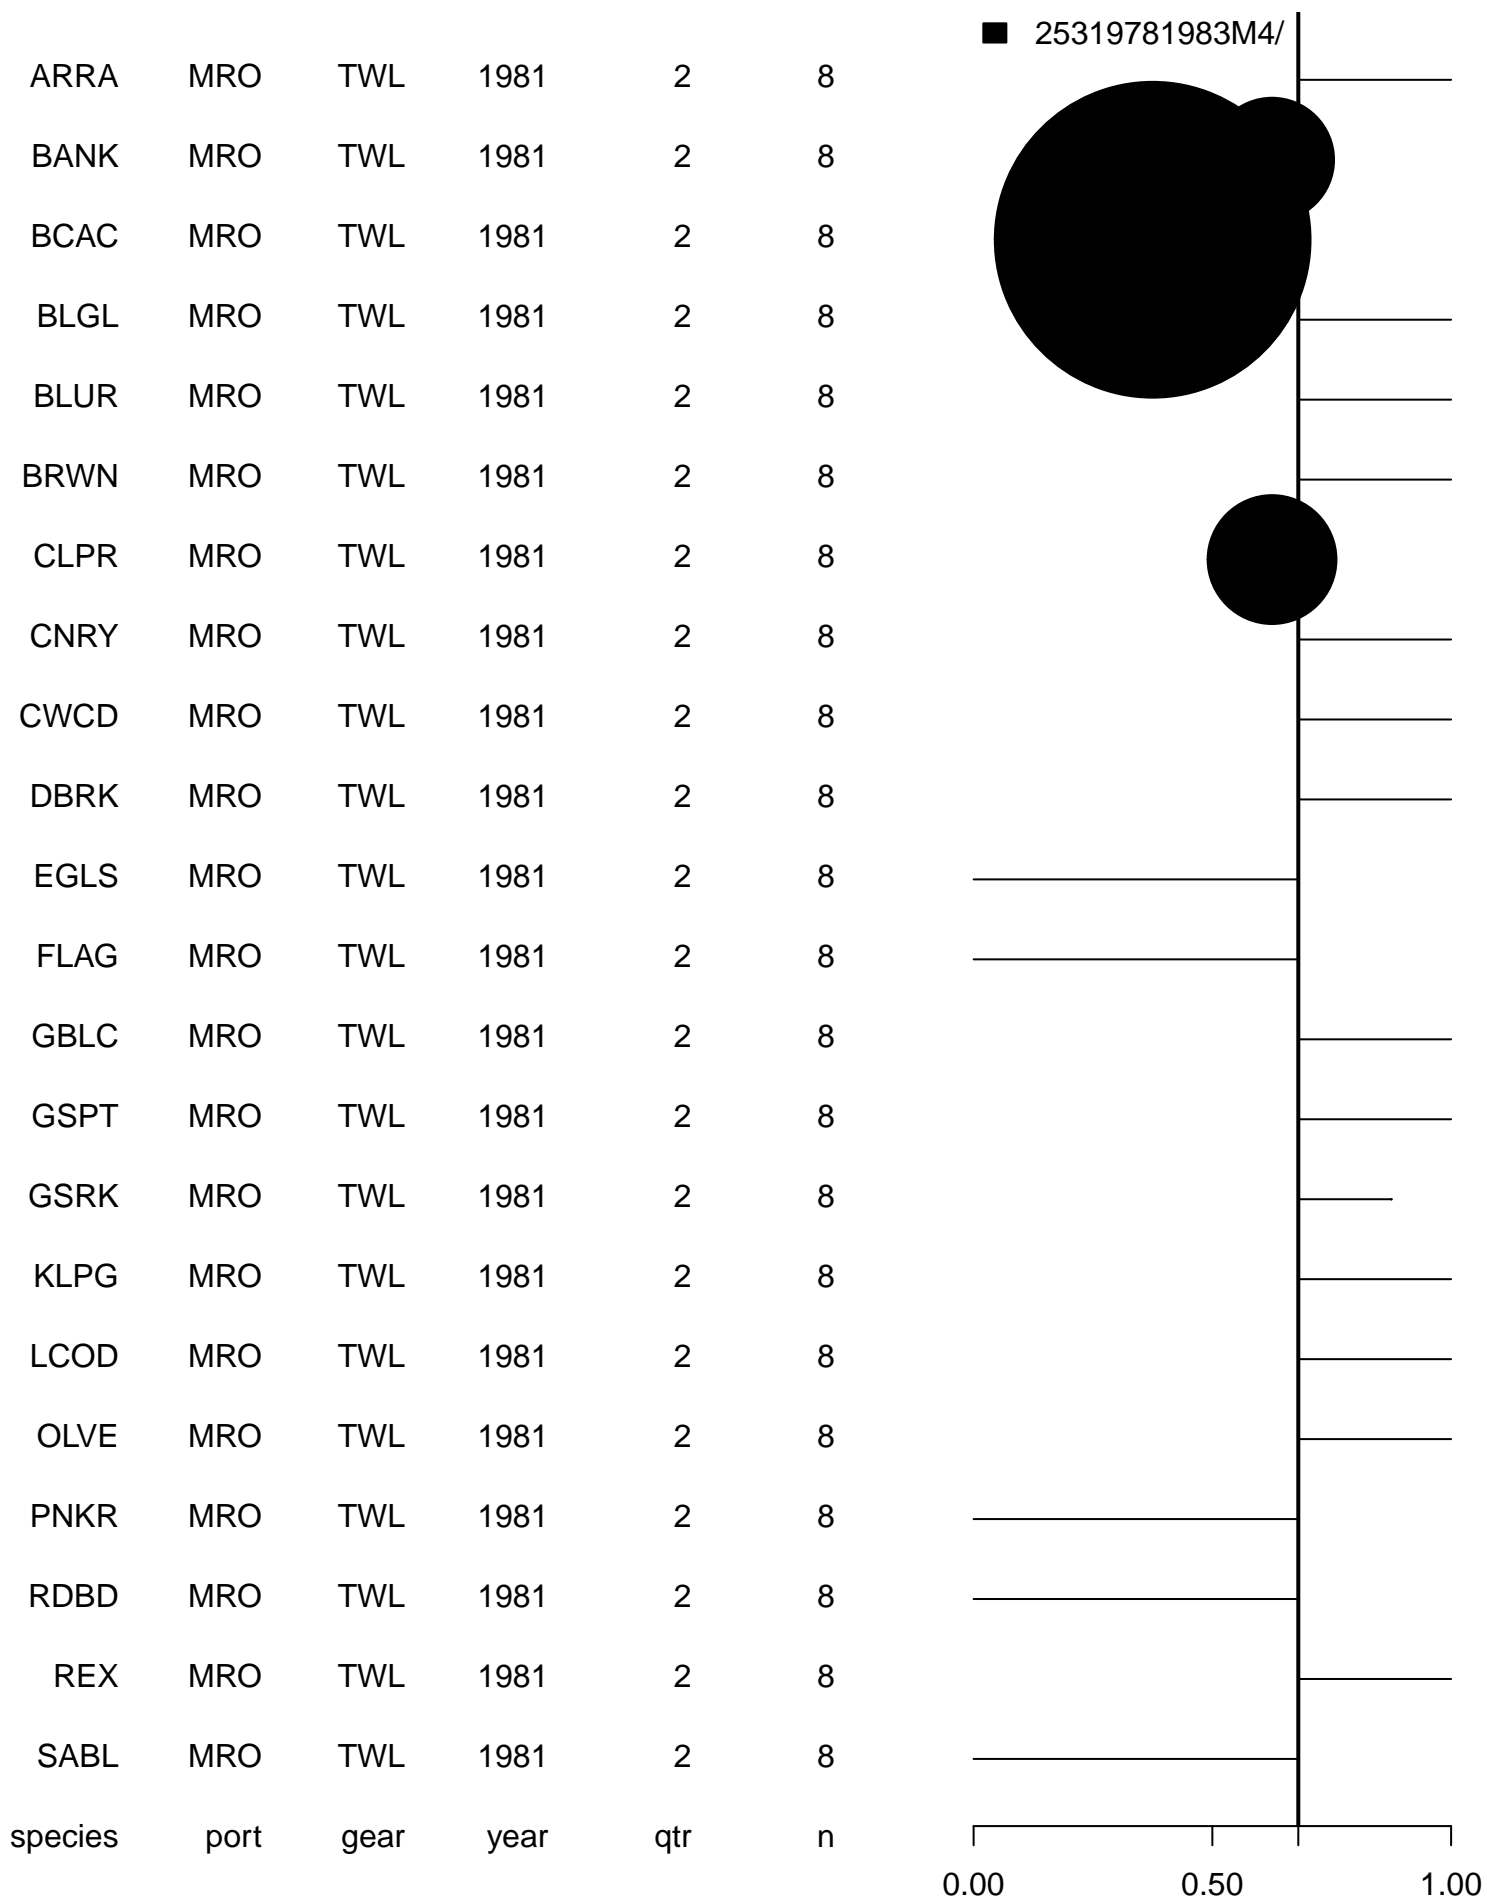 25319781983M4/
ARRA MRO TWL 1981 2 8
BANK MRO TWL 1981 2 8
BCAC MRO TWL 1981 2 8
BLGL MRO TWL 1981 2 8
BLUR MRO TWL 1981 2 8
BRWN MRO TWL 1981 2 8
CLPR MRO TWL 1981 2 8
CNRY MRO TWL 1981 2 8
CWCD MRO TWL 1981 2 8
DBRK MRO TWL 1981 2 8
EGLS MRO TWL 1981 2 8
FLAG MRO TWL 1981 2 8
GBLC MRO TWL 1981 2 8
GSPT MRO TWL 1981 2 8
GSRK MRO TWL 1981 2 8
KLPG MRO TWL 1981 2 8
LCOD MRO TWL 1981 2 8
OLVE MRO TWL 1981 2 8
PNKR MRO TWL 1981 2 8
RDBD MRO TWL 1981 2 8
REX MRO TWL 1981 2 8
SABL MRO TWL 1981 2 8
species port gear year qtr n
0.00 0.50 1.00